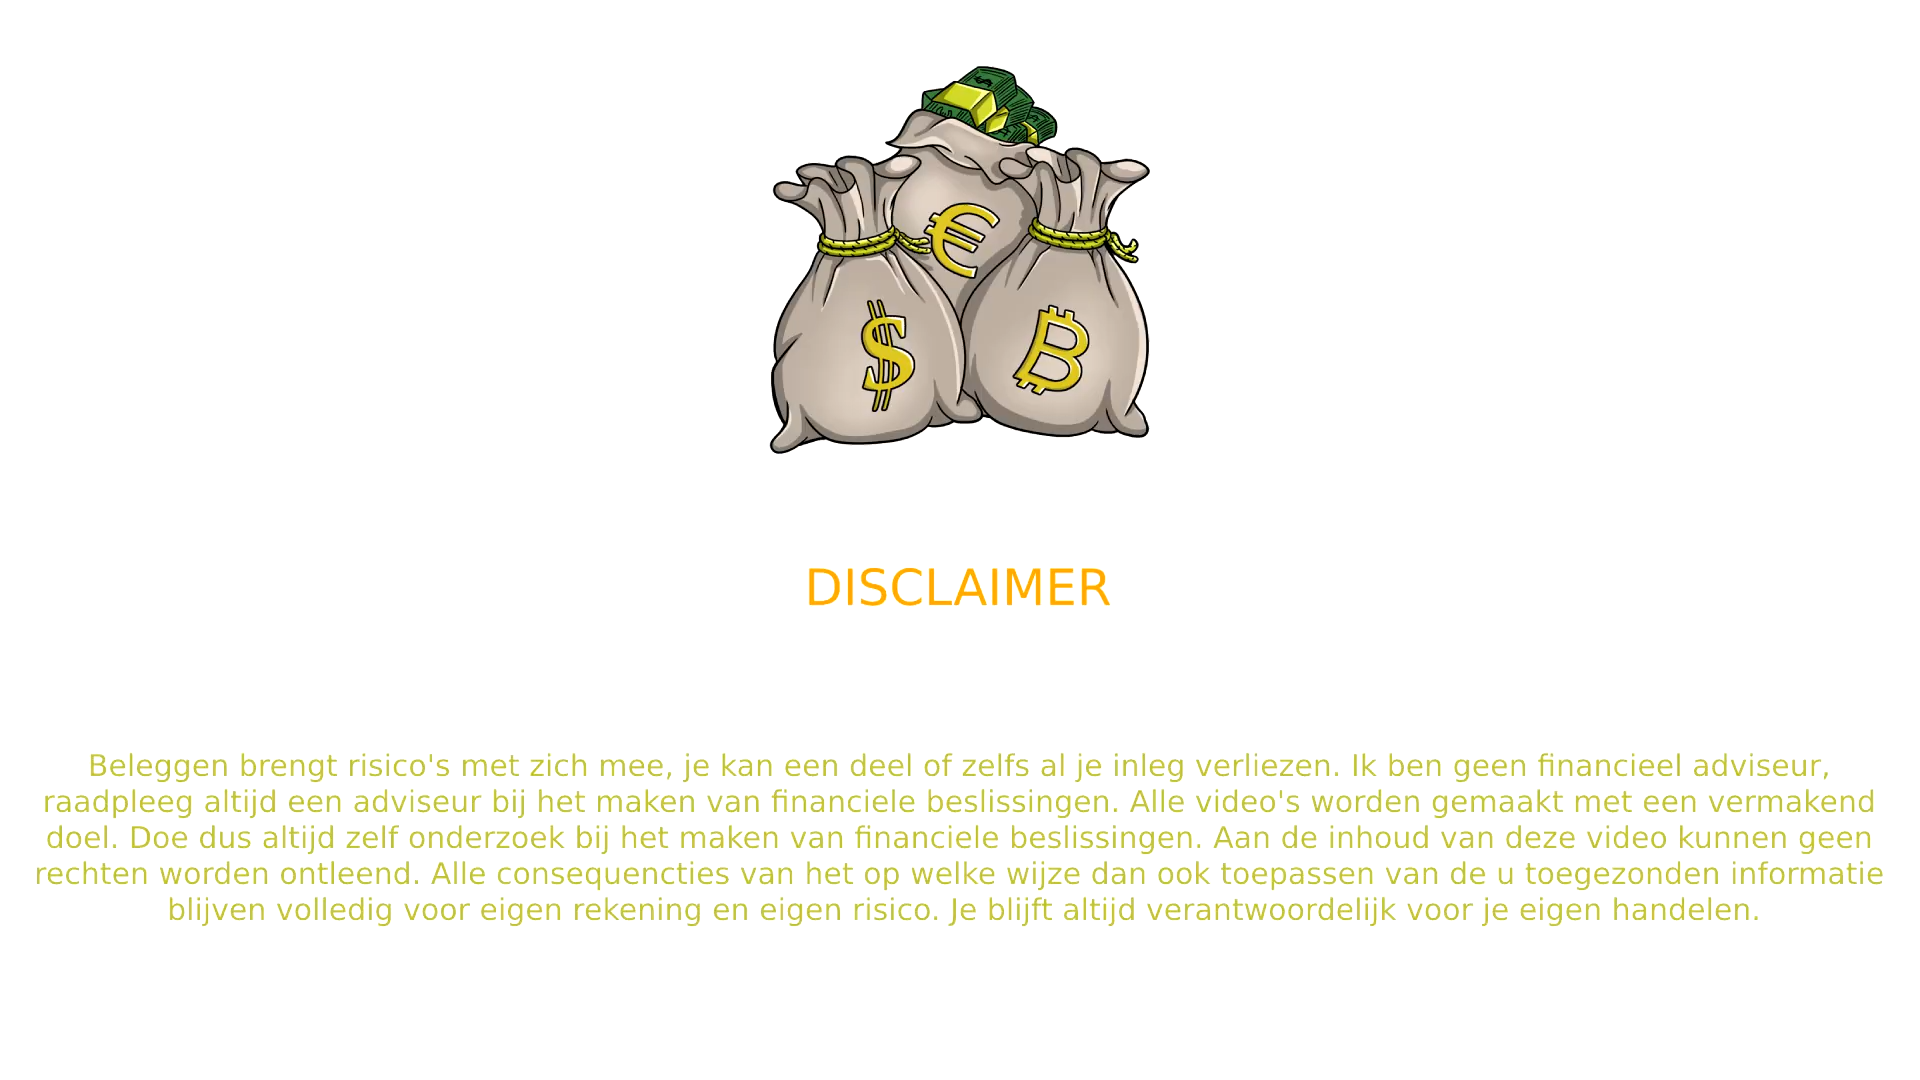 €
$
₿
DISCLAIMER
Beleggen brengt risico's met zich mee, je kan een deel of zelfs al je inleg verliezen. Ik ben geen financieel adviseur,
raadpleeg altijd een adviseur bij het maken van financiele beslissingen. Alle video's worden gemaakt met een vermakend
doel. Doe dus altijd zelf onderzoek bij het maken van financiele beslissingen. Aan de inhoud van deze video kunnen geen
rechten worden ontleend. Alle consequencties van het op welke wijze dan ook toepassen van de u toegezonden informatie
blijven volledig voor eigen rekening en eigen risico. Je blijft altijd verantwoordelijk voor je eigen handelen.